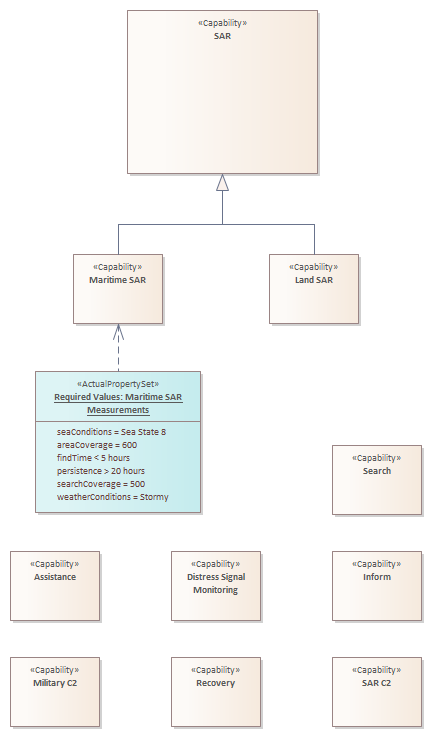 «Capability»
SAR
«Capability»
Maritime SAR
«Capability»
Land SAR
«ActualPropertySet»
Required Values: Maritime SAR
Measurements
seaConditions = Sea State 8
areaCoverage = 600
findTime < 5 hours
persistence > 20 hours
searchCoverage = 500
weatherConditions = Stormy
«Capability»
Search
«Capability»
Assistance
«Capability»
Distress Signal
Monitoring
«Capability»
Inform
«Capability»
Military C2
«Capability»
Recovery
«Capability»
SAR C2